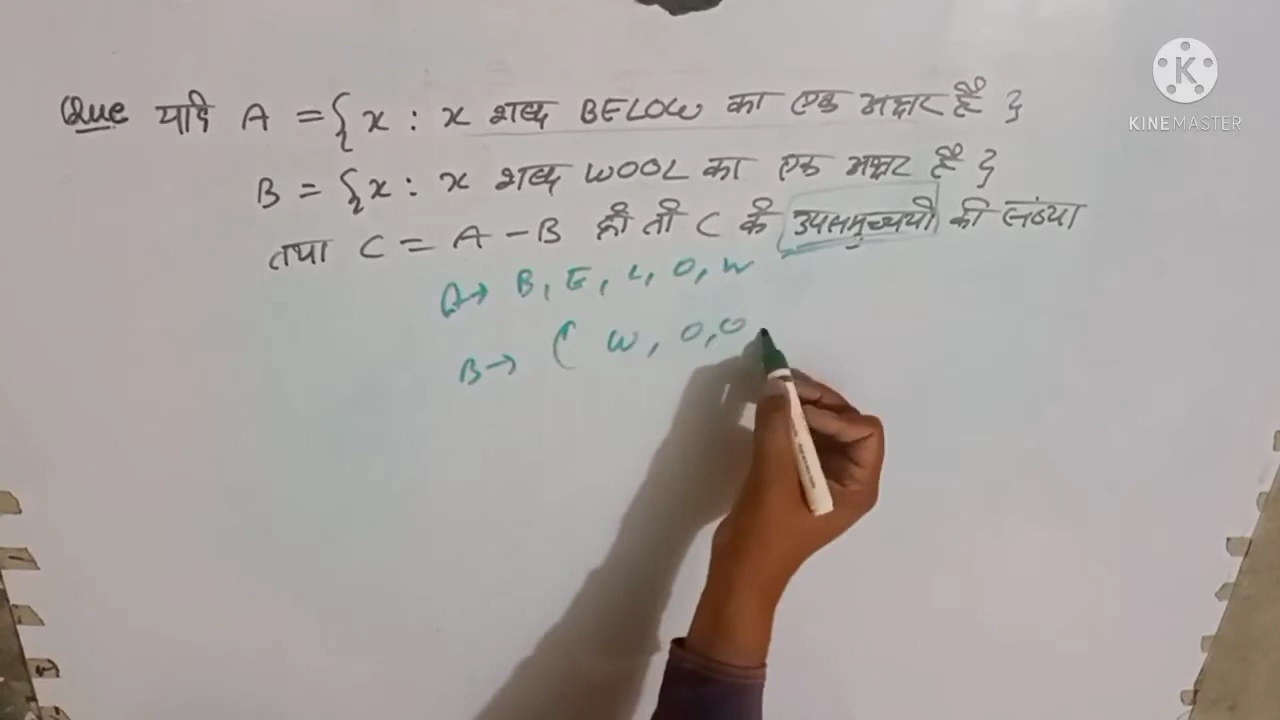 Que यदि A = { x : x शब्द BELOW का एक अक्षर है }
B = { x : x शब्द WOOL का एक अक्षर है }
तथा C = A - B हो तो C के उपसमुच्चयो की संख्या
A → B, E, L, O, W
B → ( W, O, O
K
KINEMASTER